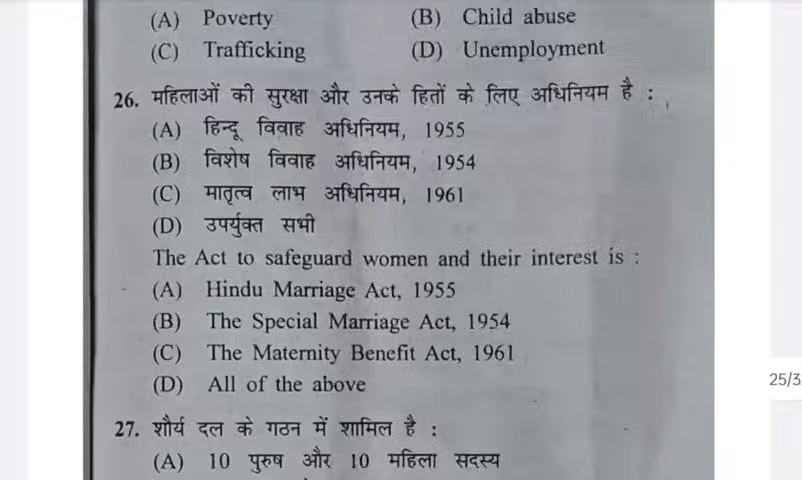 (A) Poverty (B) Child abuse
(C) Trafficking (D) Unemployment
26. महिलाओं की सुरक्षा और उनके हितों के लिए अधिनियम है :
(A) हिन्दू विवाह अधिनियम, 1955
(B) विशेष विवाह अधिनियम, 1954
(C) मातृत्व लाभ अधिनियम, 1961
(D) उपर्युक्त सभी
The Act to safeguard women and their interest is :
(A) Hindu Marriage Act, 1955
(B) The Special Marriage Act, 1954
(C) The Maternity Benefit Act, 1961
(D) All of the above
25/3
27. शौर्य दल के गठन में शामिल है :
(A) 10 पुरुष और 10 महिला सदस्य